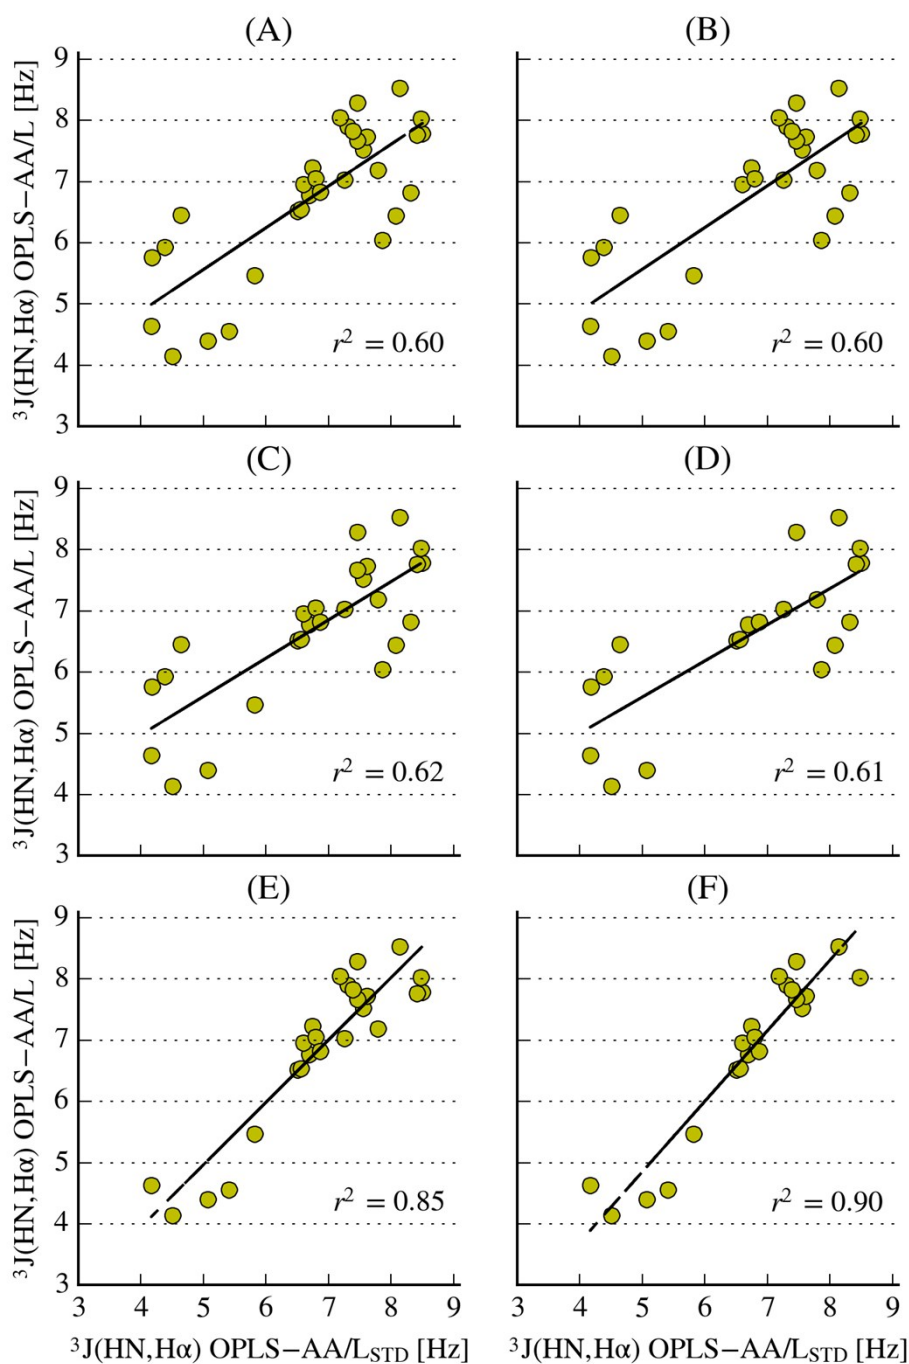 (A) (B)
³J(HN,Hα) OPLS−AA/L [Hz]
9
8
7
6
5
4
3
r² = 0.60
r² = 0.60
(C) (D)
³J(HN,Hα) OPLS−AA/L [Hz]
9
8
7
6
5
4
3
r² = 0.62
r² = 0.61
(E) (F)
³J(HN,Hα) OPLS−AA/L [Hz]
9
8
7
6
5
4
3
r² = 0.85
r² = 0.90
3 4 5 6 7 8 9
3 4 5 6 7 8 9
³J(HN,Hα) OPLS−AA/L_STD [Hz]
³J(HN,Hα) OPLS−AA/L_STD [Hz]